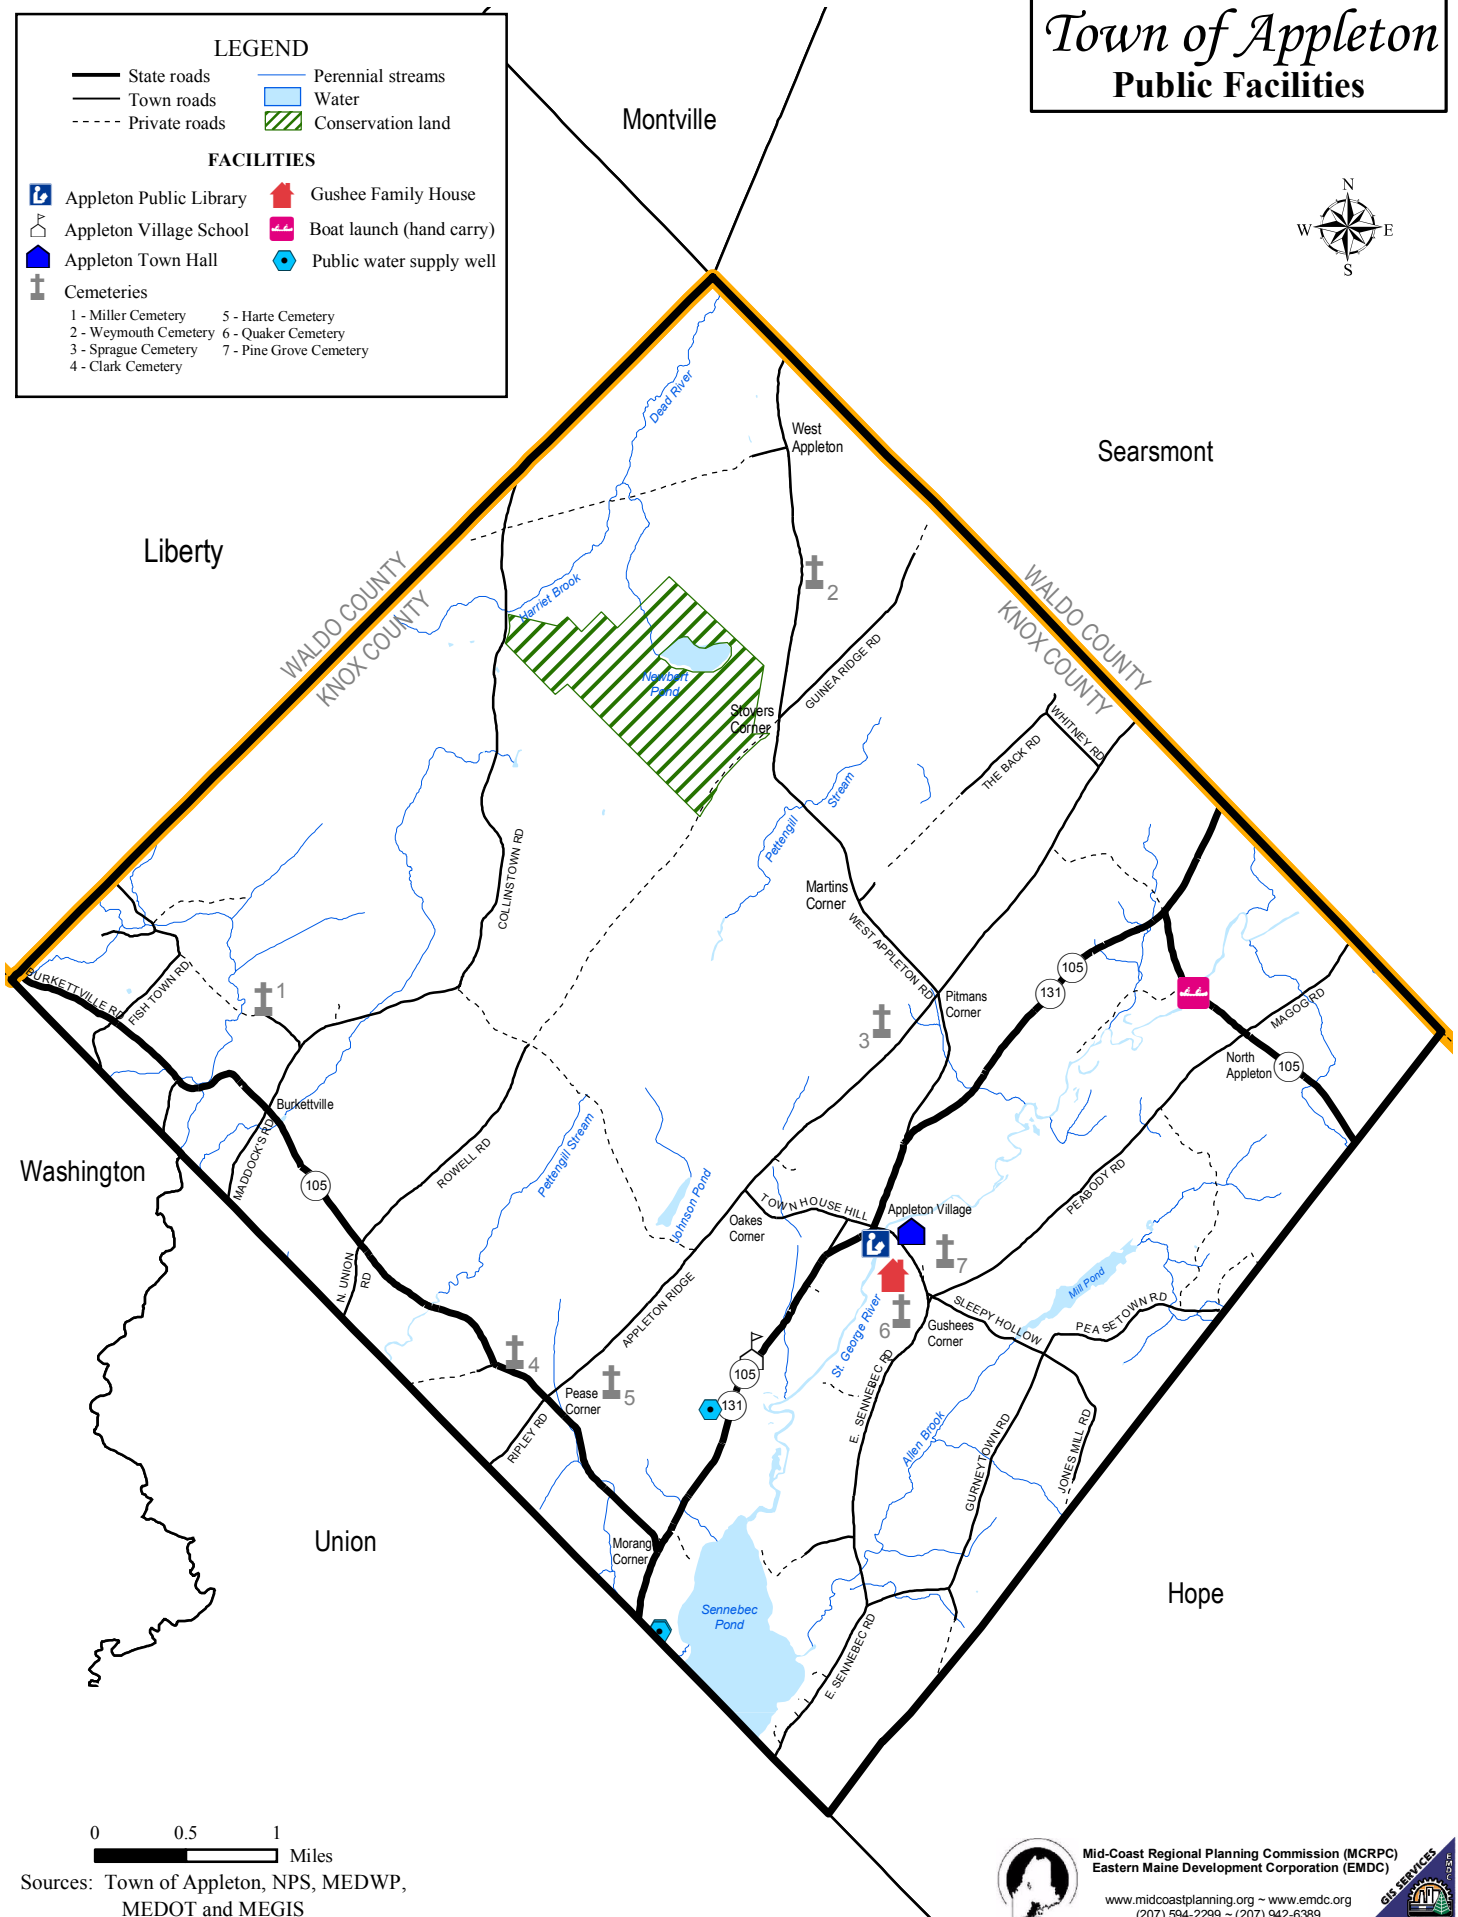 Town of Appleton
Public Facilities
LEGEND
State roads
Perennial streams
Town roads
Water
Private roads
Conservation land
FACILITIES
Appleton Public Library
Gushee Family House
Appleton Village School
Boat launch (hand carry)
Appleton Town Hall
Public water supply well
Cemeteries
1 - Miller Cemetery
5 - Harte Cemetery
2 - Weymouth Cemetery
6 - Quaker Cemetery
3 - Sprague Cemetery
7 - Pine Grove Cemetery
4 - Clark Cemetery
Montville
N
W
E
S
Dead River
West
Appleton
Searsmont
Liberty
WALDO COUNTY
KNOX COUNTY
Harriet Brook
2
WALDO COUNTY
KNOX COUNTY
GUINEA RIDGE RD
Newbert
Pond
Stovers
Corner
WHITNEY RD
THE BACK RD
Pettengill
Stream
COLLINSTOWN RD
Martins
Corner
WEST APPLETON RD
BURKETTVILLE RD
FISH TOWN RD
1
105
131
Pitmans
Corner
3
MAGOG RD
North
Appleton
105
Burkettville
MADDOCK'S RD
Washington
105
ROWELL RD
Pettengill Stream
Johnson Pond
PEABODY RD
TOWN HOUSE HILL
Appleton Village
Oakes
Corner
7
N. UNION
RD
APPLETON RIDGE
Mill Pond
St. George River
6
Gushees
Corner
SLEEPY HOLLOW
PEASETOWN RD
4
105
131
Pease
Corner
5
RIPLEY RD
E. SENNEBEC RD
Allen Brook
GURNEYTOWN RD
JONES MILL RD
Union
Morang
Corner
Hope
Sennebec
Pond
E. SENNEBEC RD
0
0.5
1
Miles
Sources: Town of Appleton, NPS, MEDWP,
MEDOT and MEGIS
Mid-Coast Regional Planning Commission (MCRPC)
Eastern Maine Development Corporation (EMDC)
www.midcoastplanning.org ~ www.emdc.org
(207) 594-2299 ~ (207) 942-6389
GIS SERVICES
EMDC